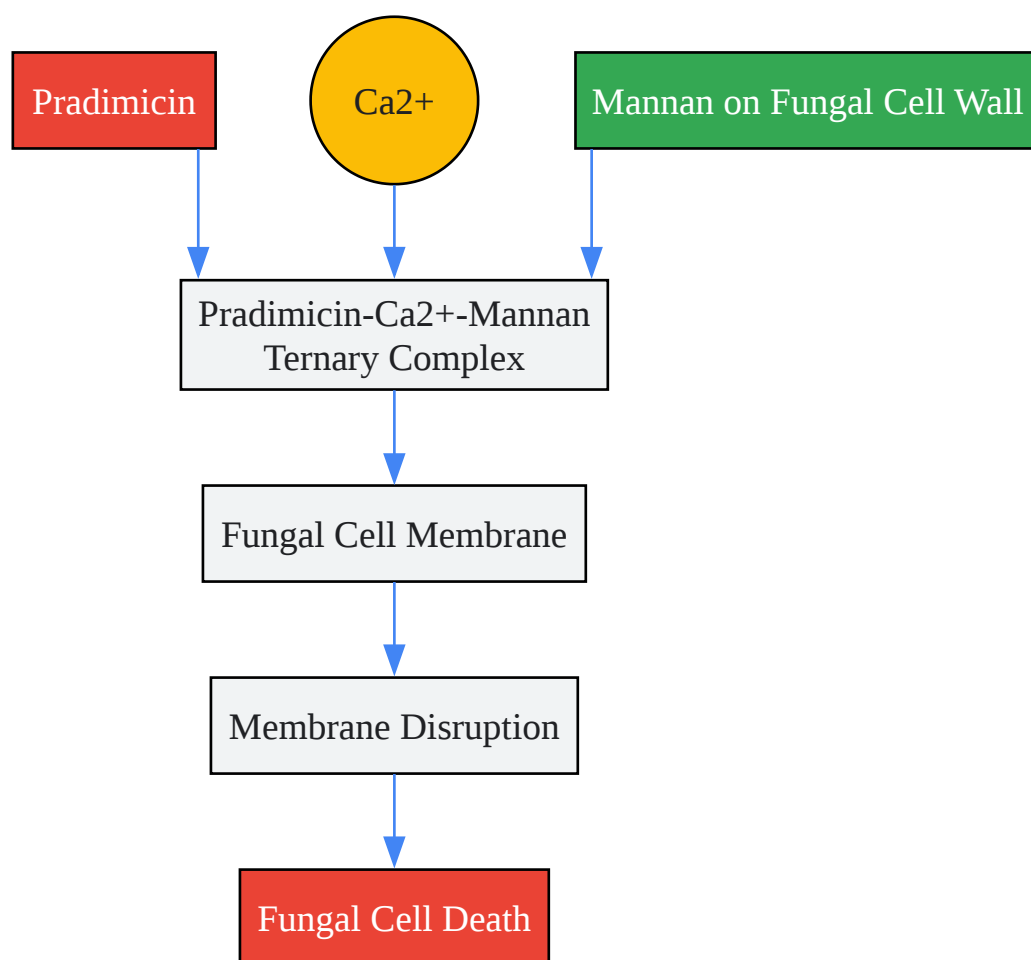 Pradimicin
Ca2+
Mannan on Fungal Cell Wall
Pradimicin-Ca2+-Mannan
Ternary Complex
Fungal Cell Membrane
Membrane Disruption
Fungal Cell Death